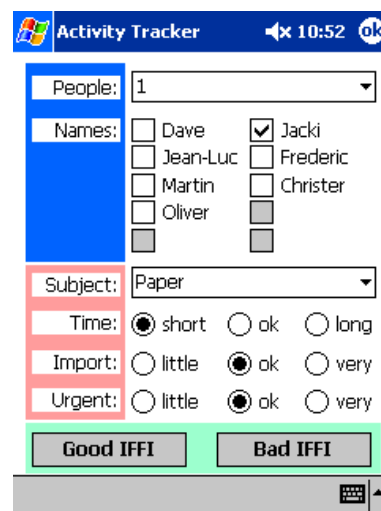 Activity Tracker 10:52 ok
People: 1
Names: Dave Jacki
Jean-Luc Frederic
Martin Christer
Oliver
Subject: Paper
Time: short ok long
Import: little ok very
Urgent: little ok very
Good IFFI Bad IFFI